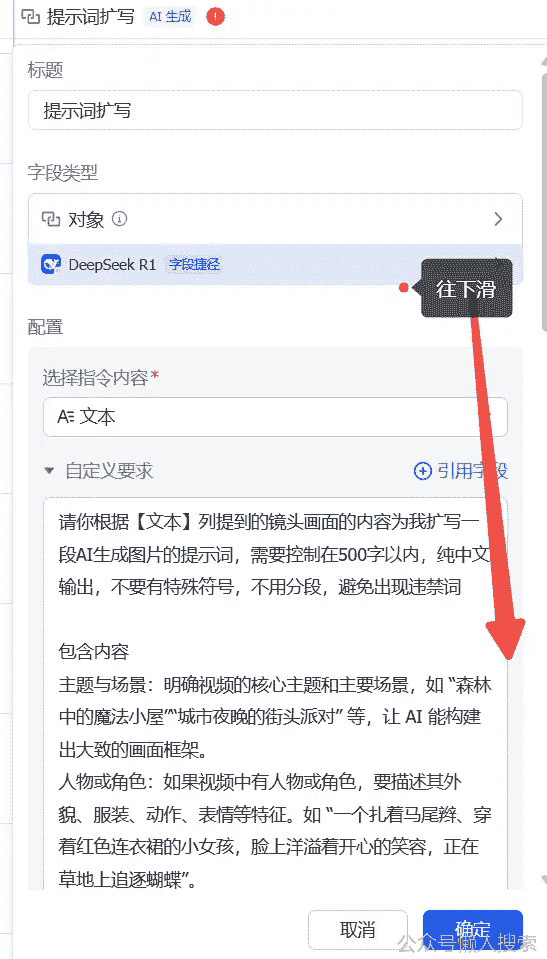 提示词扩写 AI 生成
标题
提示词扩写
字段类型
对象
DeepSeek R1 字段捷径
往下滑
配置
选择指令内容*
文本
自定义要求 引用字段
请你根据【文本】列提到的镜头画面的内容为我扩写一
段AI生成图片的提示词，需要控制在500字以内，纯中文
输出，不要有特殊符号，不用分段，避免出现违禁词
包含内容
主题与场景：明确视频的核心主题和主要场景，如 “森林
中的魔法小屋”“城市夜晚的街头派对” 等，让 AI 能构建
出大致的画面框架。
人物或角色：如果视频中有人物或角色，要描述其外
貌、服装、动作、表情等特征。如 “一个扎着马尾辫、穿
着红色连衣裙的小女孩，脸上洋溢着开心的笑容，正在
草地上追逐蝴蝶”。
取消 确定
公众号懒人搜索